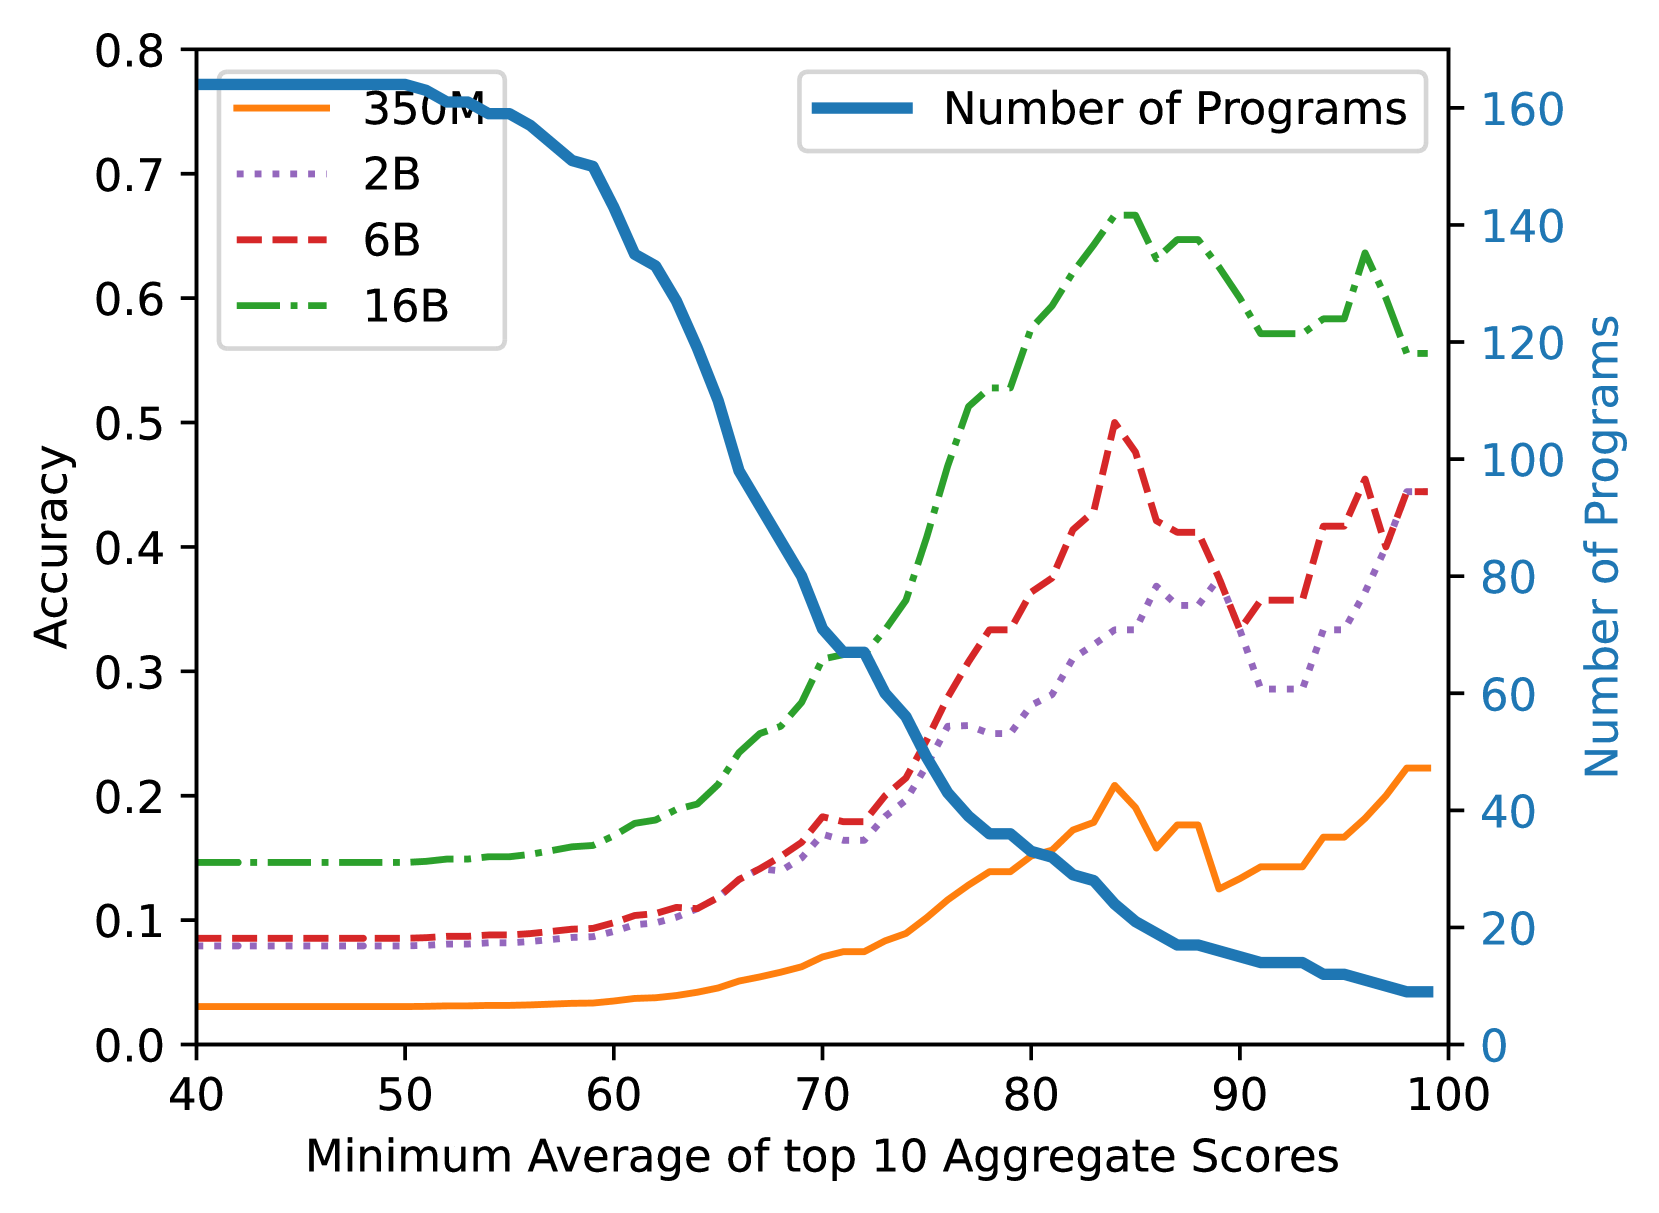 0.8
0.7
0.6
0.5
0.4
0.3
0.2
0.1
0.0
Accuracy
350M
2B
6B
16B
Number of Programs
160
140
120
100
80
60
40
20
0
Number of Programs
40 50 60 70 80 90 100
Minimum Average of top 10 Aggregate Scores